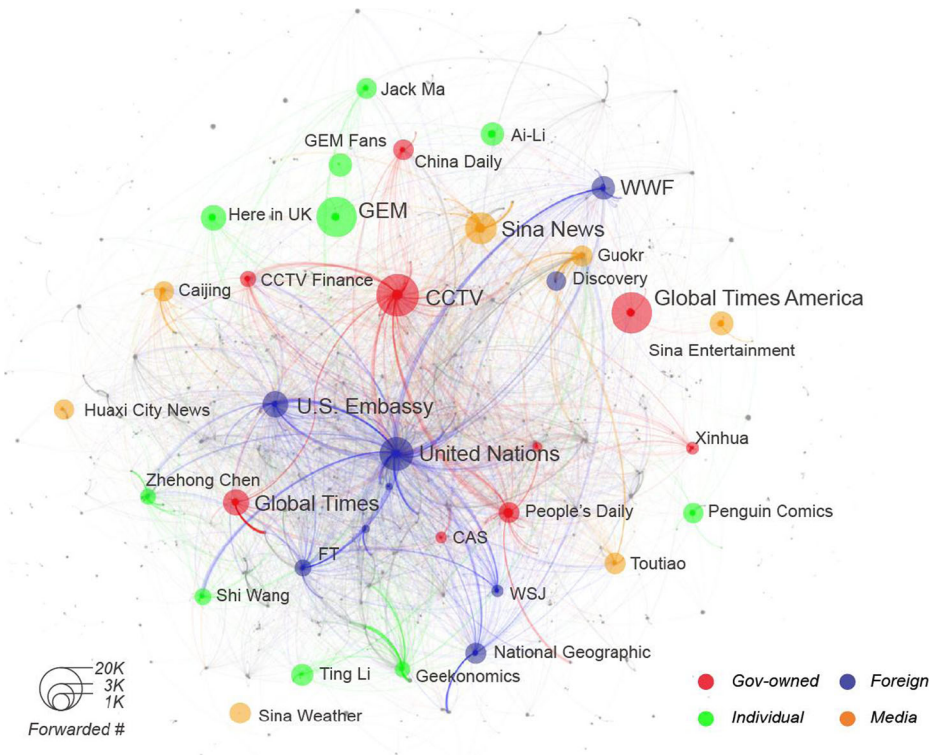 Jack Ma
Ai-Li
GEM Fans
China Daily
WWF
Here in UK
GEM
Sina News
Guokr
Discovery
CCTV Finance
Caijing
CCTV
Global Times America
Sina Entertainment
U.S. Embassy
Huaxi City News
Xinhua
United Nations
Zhehong Chen
Global Times
People's Daily
Penguin Comics
CAS
FT
Toutiao
Shi Wang
WSJ
National Geographic
Ting Li
Geekonomics
20K
3K
1K
Forwarded #
Sina Weather
Gov-owned
Foreign
Individual
Media